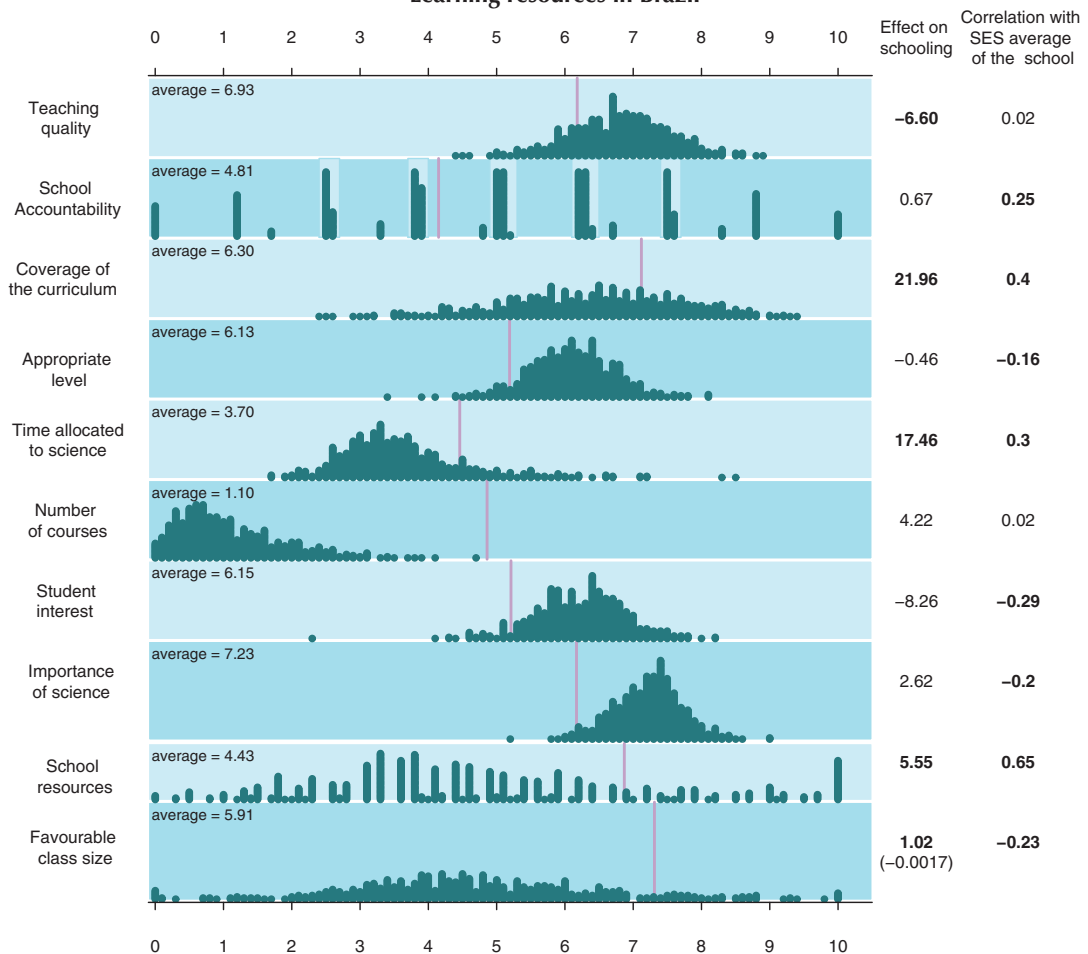 Learning resources in Brazil
0 1 2 3 4 5 6 7 8 9 10
Effect on
schooling
Correlation with
SES average
of the school
Teaching
quality
average = 6.93
−6.60
0.02
School
Accountability
average = 4.81
0.67
0.25
Coverage of
the curriculum
average = 6.30
21.96
0.4
Appropriate
level
average = 6.13
−0.46
−0.16
Time allocated
to science
average = 3.70
17.46
0.3
Number
of courses
average = 1.10
4.22
0.02
Student
interest
average = 6.15
−8.26
−0.29
Importance
of science
average = 7.23
2.62
−0.2
School
resources
average = 4.43
5.55
0.65
Favourable
class size
average = 5.91
1.02
(−0.0017)
−0.23
0 1 2 3 4 5 6 7 8 9 10